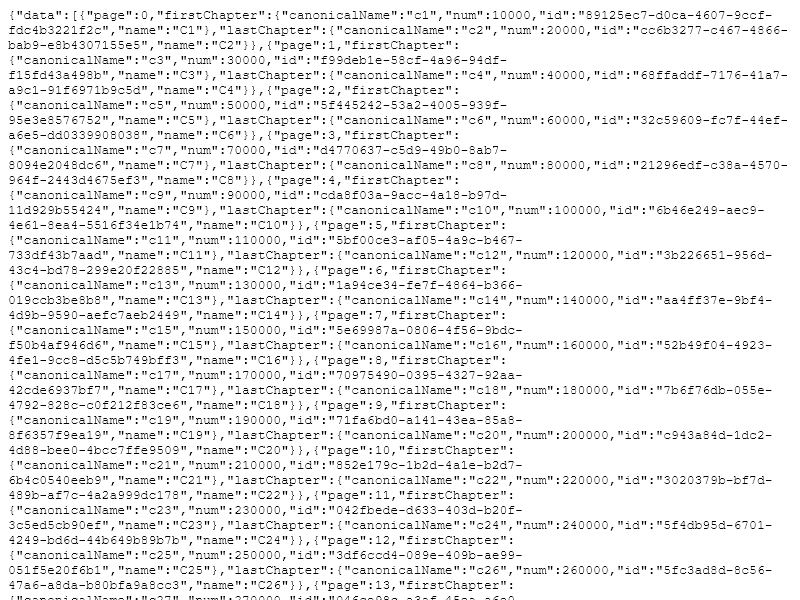 {"data":[{"page":0,"firstChapter":{"canonicalName":"c1","num":10000,"id":"89125ec7-d0ca-4607-9ccf-
fdc4b3221f2c","name":"C1"},"lastChapter":{"canonicalName":"c2","num":20000,"id":"cc6b3277-c467-4866-
bab9-e8b4307155e5","name":"C2"}},{"page":1,"firstChapter":
{"canonicalName":"c3","num":30000,"id":"f99deb1e-58cf-4a96-94df-
f15fd43a498b","name":"C3"},"lastChapter":{"canonicalName":"c4","num":40000,"id":"68ffaddf-7176-41a7-
a9c1-91f6971b9c5d","name":"C4"}},{"page":2,"firstChapter":
{"canonicalName":"c5","num":50000,"id":"5f445242-53a2-4005-939f-
95e3e8576752","name":"C5"},"lastChapter":{"canonicalName":"c6","num":60000,"id":"32c59609-fc7f-44ef-
a6e5-dd0339908038","name":"C6"}},{"page":3,"firstChapter":
{"canonicalName":"c7","num":70000,"id":"d4770637-c5d9-49b0-8ab7-
8094e2048dc6","name":"C7"},"lastChapter":{"canonicalName":"c8","num":80000,"id":"21296edf-c38a-4570-
964f-2443d4675ef3","name":"C8"}},{"page":4,"firstChapter":
{"canonicalName":"c9","num":90000,"id":"cda8f03a-9acc-4a18-b97d-
11d929b55424","name":"C9"},"lastChapter":{"canonicalName":"c10","num":100000,"id":"6b46e249-aec9-
4e61-8ea4-5516f34e1b74","name":"C10"}},{"page":5,"firstChapter":
{"canonicalName":"c11","num":110000,"id":"5bf00ce3-af05-4a9c-b467-
733df43b7aad","name":"C11"},"lastChapter":{"canonicalName":"c12","num":120000,"id":"3b226651-956d-
43c4-bd78-299e20f22885","name":"C12"}},{"page":6,"firstChapter":
{"canonicalName":"c13","num":130000,"id":"1a94ce34-fe7f-4864-b366-
019ccb3be8b8","name":"C13"},"lastChapter":{"canonicalName":"c14","num":140000,"id":"aa4ff37e-9bf4-
4d9b-9590-aefc7aeb2449","name":"C14"}},{"page":7,"firstChapter":
{"canonicalName":"c15","num":150000,"id":"5e69987a-0806-4f56-9bdc-
f50b4af946d6","name":"C15"},"lastChapter":{"canonicalName":"c16","num":160000,"id":"52b49f04-4923-
4fe1-9cc8-d5c5b749bff3","name":"C16"}},{"page":8,"firstChapter":
{"canonicalName":"c17","num":170000,"id":"70975490-0395-4327-92aa-
42cde6937bf7","name":"C17"},"lastChapter":{"canonicalName":"c18","num":180000,"id":"7b6f76db-055e-
4792-828c-c0f212f83ce6","name":"C18"}},{"page":9,"firstChapter":
{"canonicalName":"c19","num":190000,"id":"71fa6bd0-a141-43ea-85a8-
8f6357f9ea19","name":"C19"},"lastChapter":{"canonicalName":"c20","num":200000,"id":"c943a84d-1dc2-
4d88-bee0-4bcc7ffe9509","name":"C20"}},{"page":10,"firstChapter":
{"canonicalName":"c21","num":210000,"id":"852e179c-1b2d-4a1e-b2d7-
6b4c0540eeb9","name":"C21"},"lastChapter":{"canonicalName":"c22","num":220000,"id":"3020379b-bf7d-
489b-af7c-4a2a999dc178","name":"C22"}},{"page":11,"firstChapter":
{"canonicalName":"c23","num":230000,"id":"042fbede-d633-403d-b20f-
3c5ed5cb90ef","name":"C23"},"lastChapter":{"canonicalName":"c24","num":240000,"id":"5f4db95d-6701-
4249-bd6d-44b649b89b7b","name":"C24"}},{"page":12,"firstChapter":
{"canonicalName":"c25","num":250000,"id":"3df6ccd4-089e-409b-ae99-
051f5e20f6b1","name":"C25"},"lastChapter":{"canonicalName":"c26","num":260000,"id":"5fc3ad8d-8c56-
47a6-a8da-b80bfa9a8cc3","name":"C26"}},{"page":13,"firstChapter":
{"canonicalName":"c27","num":270000,"id":